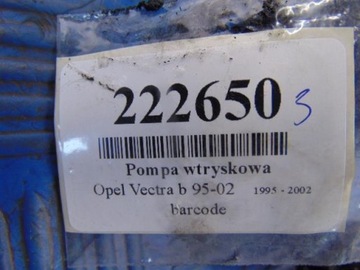 222650 3
Pompa wtryskowa
Opel Vectra b 95-02 1995 - 2002
barcode